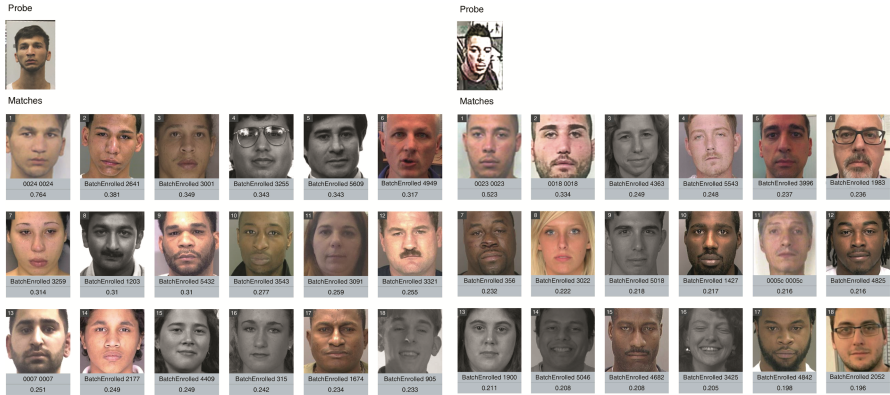 Probe
Matches
1 2 3 4 5 6
0024 0024 BatchEnrolled 2641 BatchEnrolled 3001 BatchEnrolled 3255 BatchEnrolled 5609 BatchEnrolled 4949
0.764 0.381 0.349 0.343 0.343 0.317
7 8 9 10 11 12
BatchEnrolled 3259 BatchEnrolled 1203 BatchEnrolled 5432 BatchEnrolled 3543 BatchEnrolled 3091 BatchEnrolled 3321
0.314 0.31 0.31 0.277 0.259 0.255
13 14 15 16 17 18
0007 0007 BatchEnrolled 2177 BatchEnrolled 4409 BatchEnrolled 315 BatchEnrolled 1674 BatchEnrolled 905
0.251 0.249 0.249 0.242 0.234 0.233
Probe
Matches
1 2 3 4 5 6
0023 0023 0018 0018 BatchEnrolled 4363 BatchEnrolled 5543 BatchEnrolled 3996 BatchEnrolled 1983
0.523 0.334 0.249 0.248 0.237 0.236
7 8 9 10 11 12
BatchEnrolled 356 BatchEnrolled 3022 BatchEnrolled 5018 BatchEnrolled 1427 0005c 0005c BatchEnrolled 4825
0.232 0.222 0.218 0.217 0.216 0.216
13 14 15 16 17 18
BatchEnrolled 1900 BatchEnrolled 5046 BatchEnrolled 4682 BatchEnrolled 3425 BatchEnrolled 4842 BatchEnrolled 2052
0.211 0.208 0.208 0.205 0.198 0.196